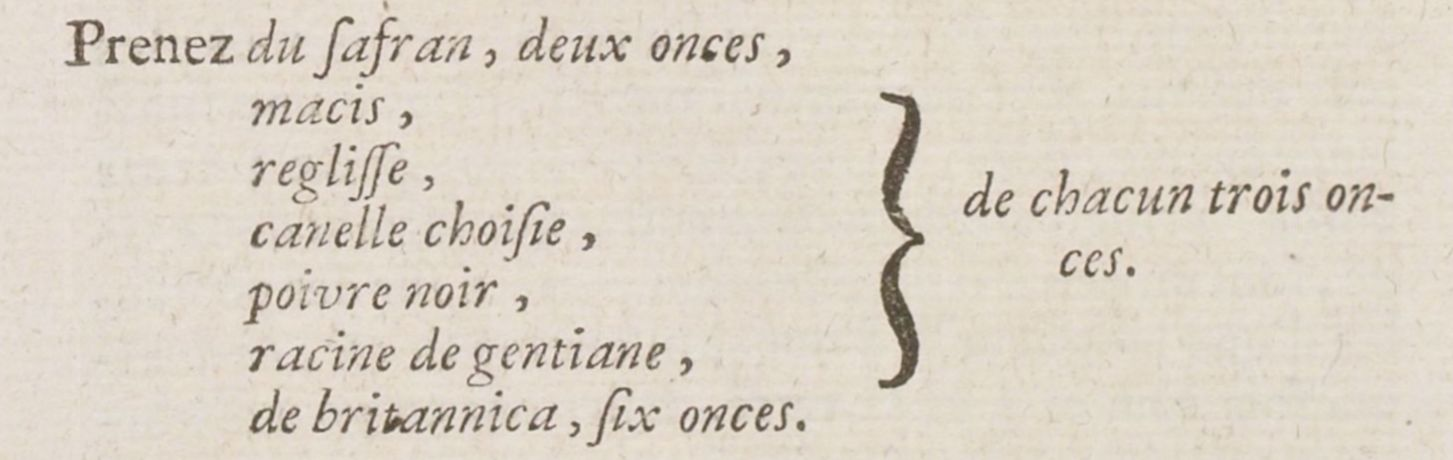 Prenez du ſafran, deux onces,
macis,
regliſſe,
canelle choiſie,
poivre noir,
racine de gentiane,
de chacun trois on-
ces.
de britannica, ſix onces.